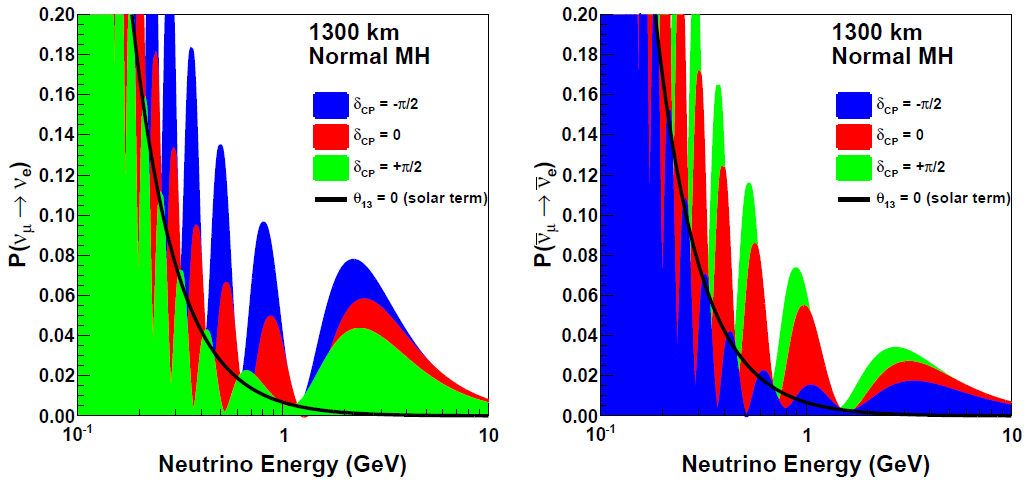 0.20
0.18
0.16
0.14
0.12
0.10
0.08
0.06
0.04
0.02
0.00
P(νμ → νe)
1300 km
Normal MH
δCP = -π/2
δCP = 0
δCP = +π/2
θ13 = 0 (solar term)
10-1
1
10
Neutrino Energy (GeV)
0.20
0.18
0.16
0.14
0.12
0.10
0.08
0.06
0.04
0.02
0.00
P(ν̅μ → ν̅e)
1300 km
Normal MH
δCP = -π/2
δCP = 0
δCP = +π/2
θ13 = 0 (solar term)
10-1
1
10
Neutrino Energy (GeV)